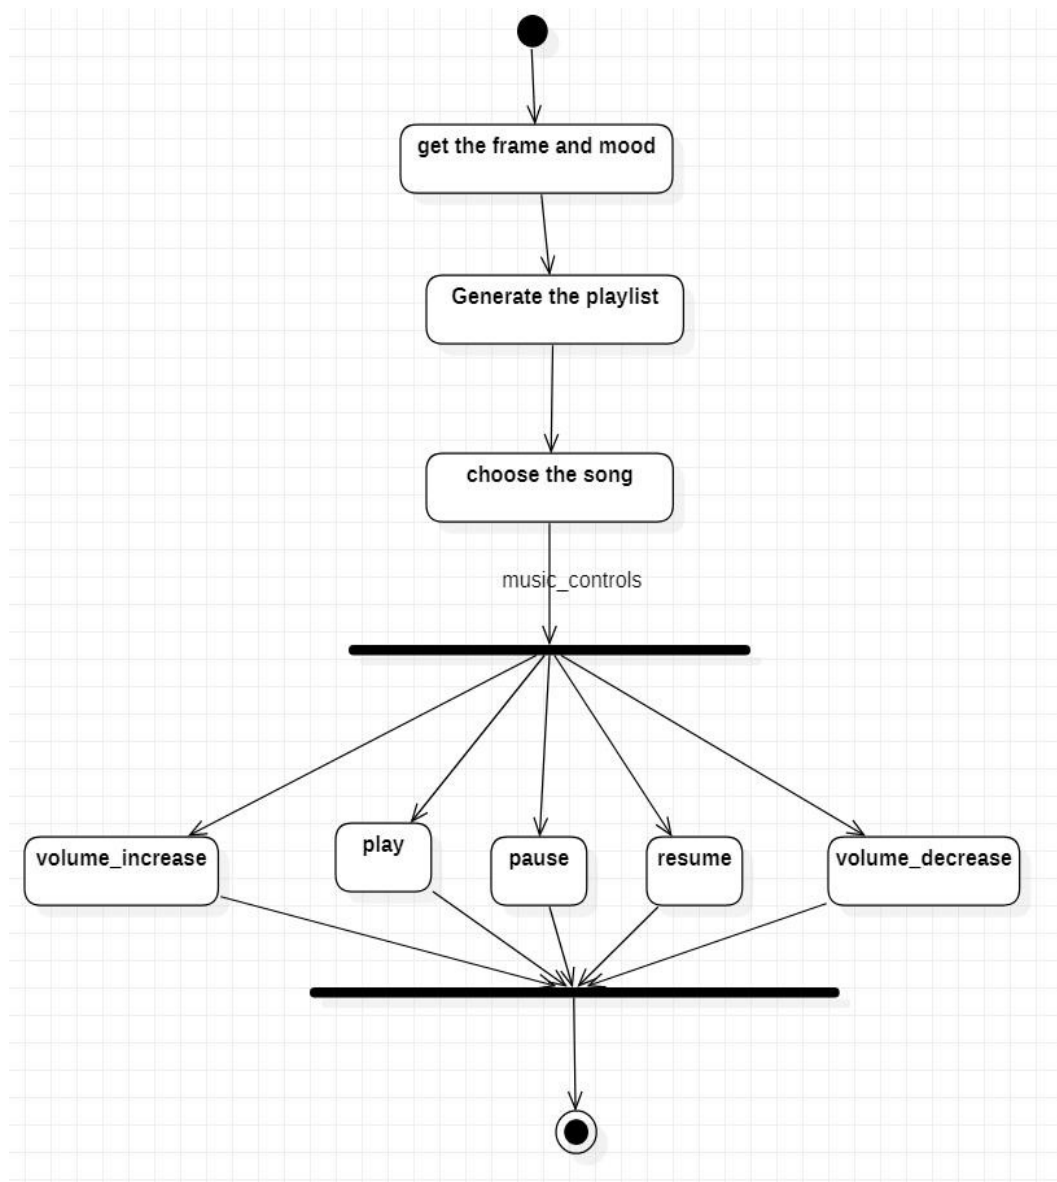 get the frame and mood
Generate the playlist
choose the song
music_controls
volume_increase
play
pause
resume
volume_decrease